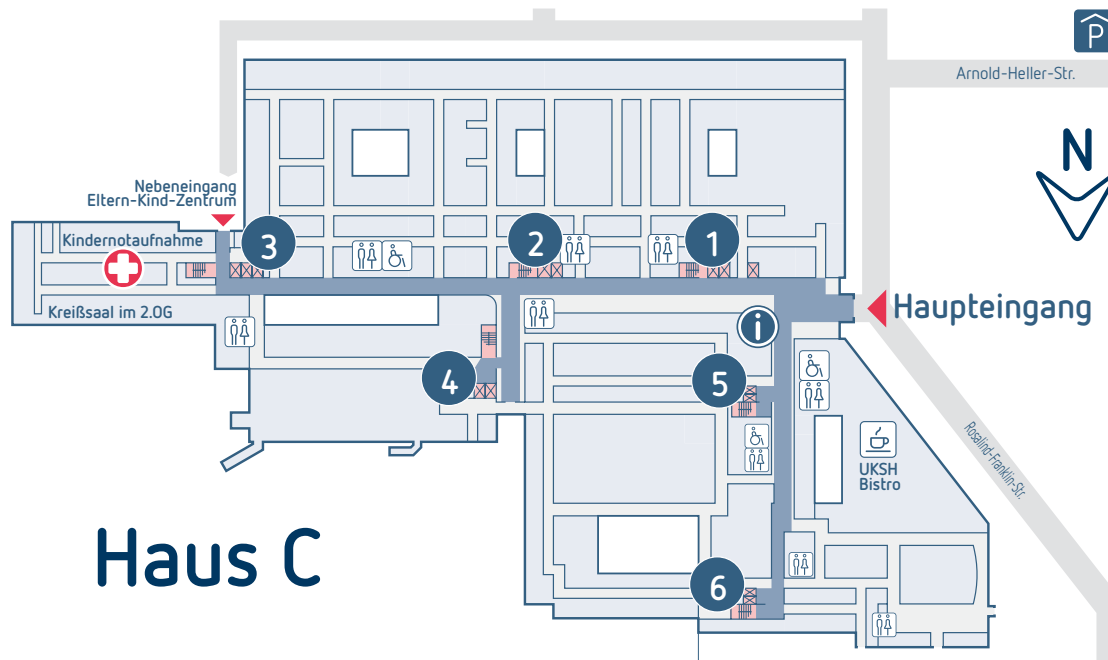 P
Arnold-Heller-Str.
N
Nebeneingang
Eltern-Kind-Zentrum
Kindernotaufnahme
3
2
1
Kreißsaal im 2.OG
i
Haupteingang
4
5
UKSH
Bistro
Rosalind-Franklin-Str.
Haus C
6